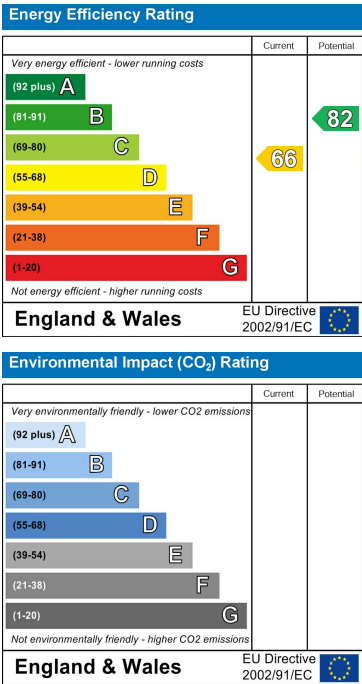 Energy Efficiency Rating
Current Potential
Very energy efficient - lower running costs
(92 plus) A
(81-91) B
(69-80) C
(55-68) D
(39-54) E
(21-38) F
(1-20) G
66
82
Not energy efficient - higher running costs
England & Wales
EU Directive
2002/91/EC
Environmental Impact (CO₂) Rating
Current Potential
Very environmentally friendly - lower CO2 emissions
(92 plus) A
(81-91) B
(69-80) C
(55-68) D
(39-54) E
(21-38) F
(1-20) G
Not environmentally friendly - higher CO2 emissions
England & Wales
EU Directive
2002/91/EC